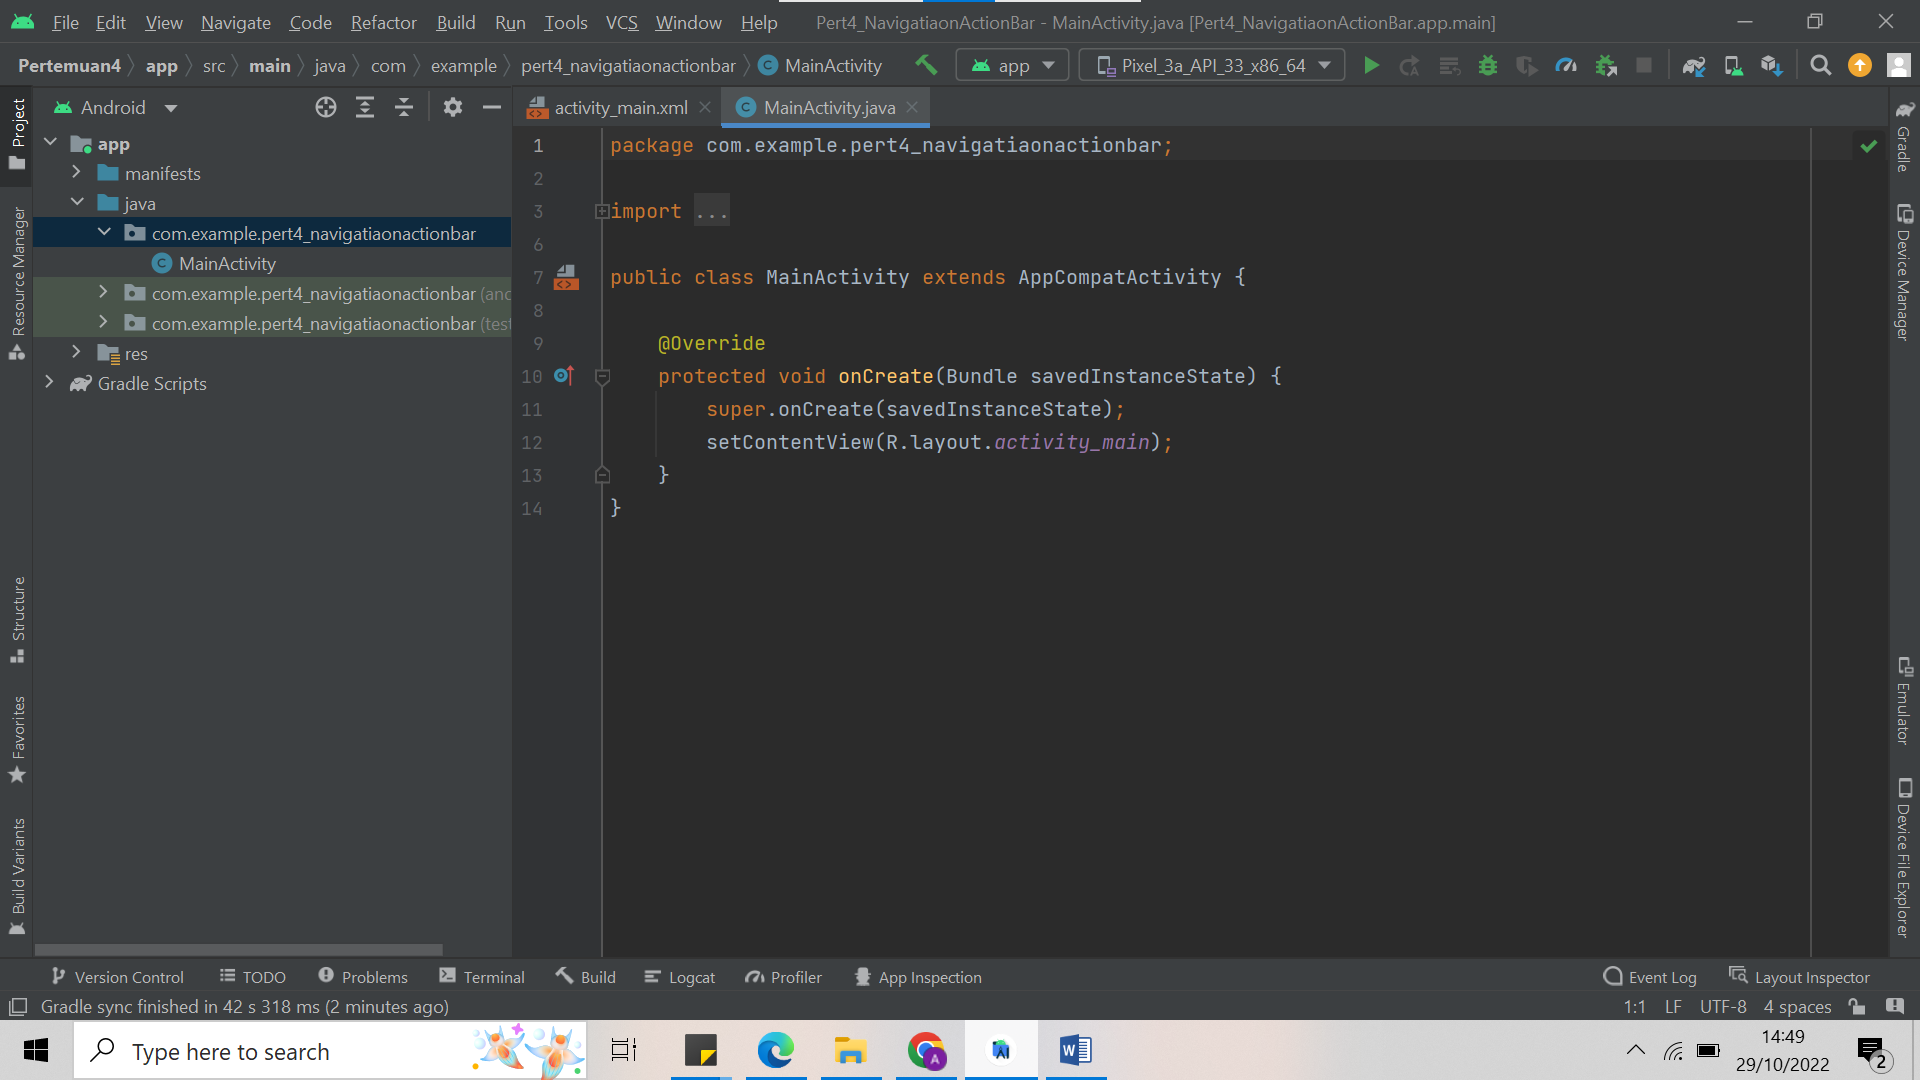 File Edit View Navigate Code Refactor Build Run Tools VCS Window Help Pert4_NavigatiaonActionBar - MainActivity.java [Pert4_NavigatiaonActionBar.app.main]
Pertemuan4 app src main java com example pert4_navigatiaonactionbar MainActivity app Pixel_3a_API_33_x86_64
Project
Resource Manager
Structure
Favorites
Build Variants
Android
app
manifests
java
com.example.pert4_navigatiaonactionbar
MainActivity
com.example.pert4_navigatiaonactionbar (and
com.example.pert4_navigatiaonactionbar (test
res
Gradle Scripts
activity_main.xml MainActivity.java
1 package com.example.pert4_navigatiaonactionbar;
2
3 import ...
6
7 public class MainActivity extends AppCompatActivity {
8
9 @Override
10 protected void onCreate(Bundle savedInstanceState) {
11 super.onCreate(savedInstanceState);
12 setContentView(R.layout.activity_main);
13 }
14 }
Gradle
Device Manager
Emulator
Device File Explorer
Version Control TODO Problems Terminal Build Logcat Profiler App Inspection Event Log Layout Inspector
Gradle sync finished in 42 s 318 ms (2 minutes ago) 1:1 LF UTF-8 4 spaces
Type here to search
14:49
29/10/2022
2